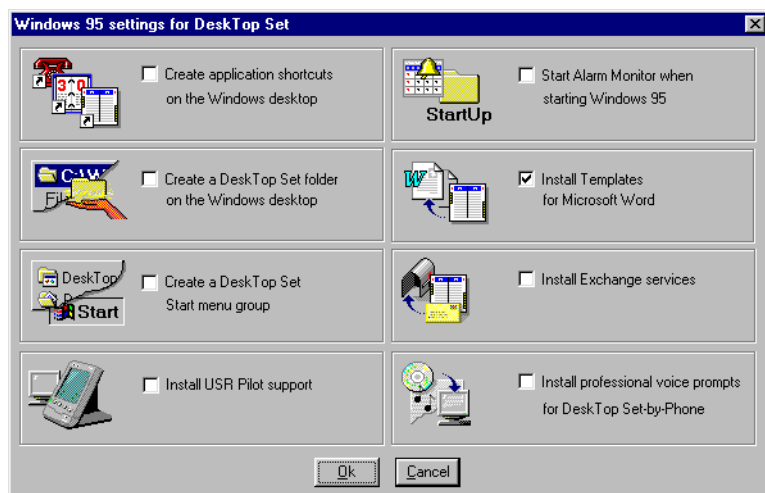 Windows 95 settings for DeskTop Set
Create application shortcuts
on the Windows desktop
Start Alarm Monitor when
starting Windows 95
StartUp
Create a DeskTop Set folder
on the Windows desktop
Install Templates
for Microsoft Word
DeskTop
Start
Create a DeskTop Set
Start menu group
Install Exchange services
Install USR Pilot support
Install professional voice prompts
for DeskTop Set-by-Phone
Ok
Cancel